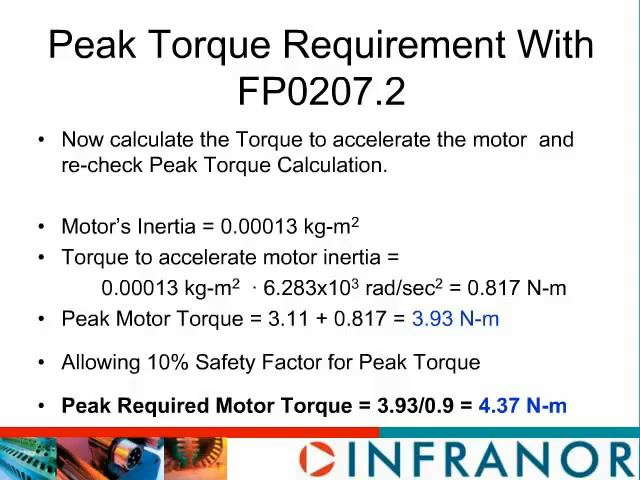 Peak Torque Requirement With
FP0207.2
• Now calculate the Torque to accelerate the motor and
re-check Peak Torque Calculation.
• Motor's Inertia = 0.00013 kg-m²
• Torque to accelerate motor inertia =
0.00013 kg-m² · 6.283x10³ rad/sec² = 0.817 N-m
• Peak Motor Torque = 3.11 + 0.817 = 3.93 N-m
• Allowing 10% Safety Factor for Peak Torque
• Peak Required Motor Torque = 3.93/0.9 = 4.37 N-m
INFRANOR